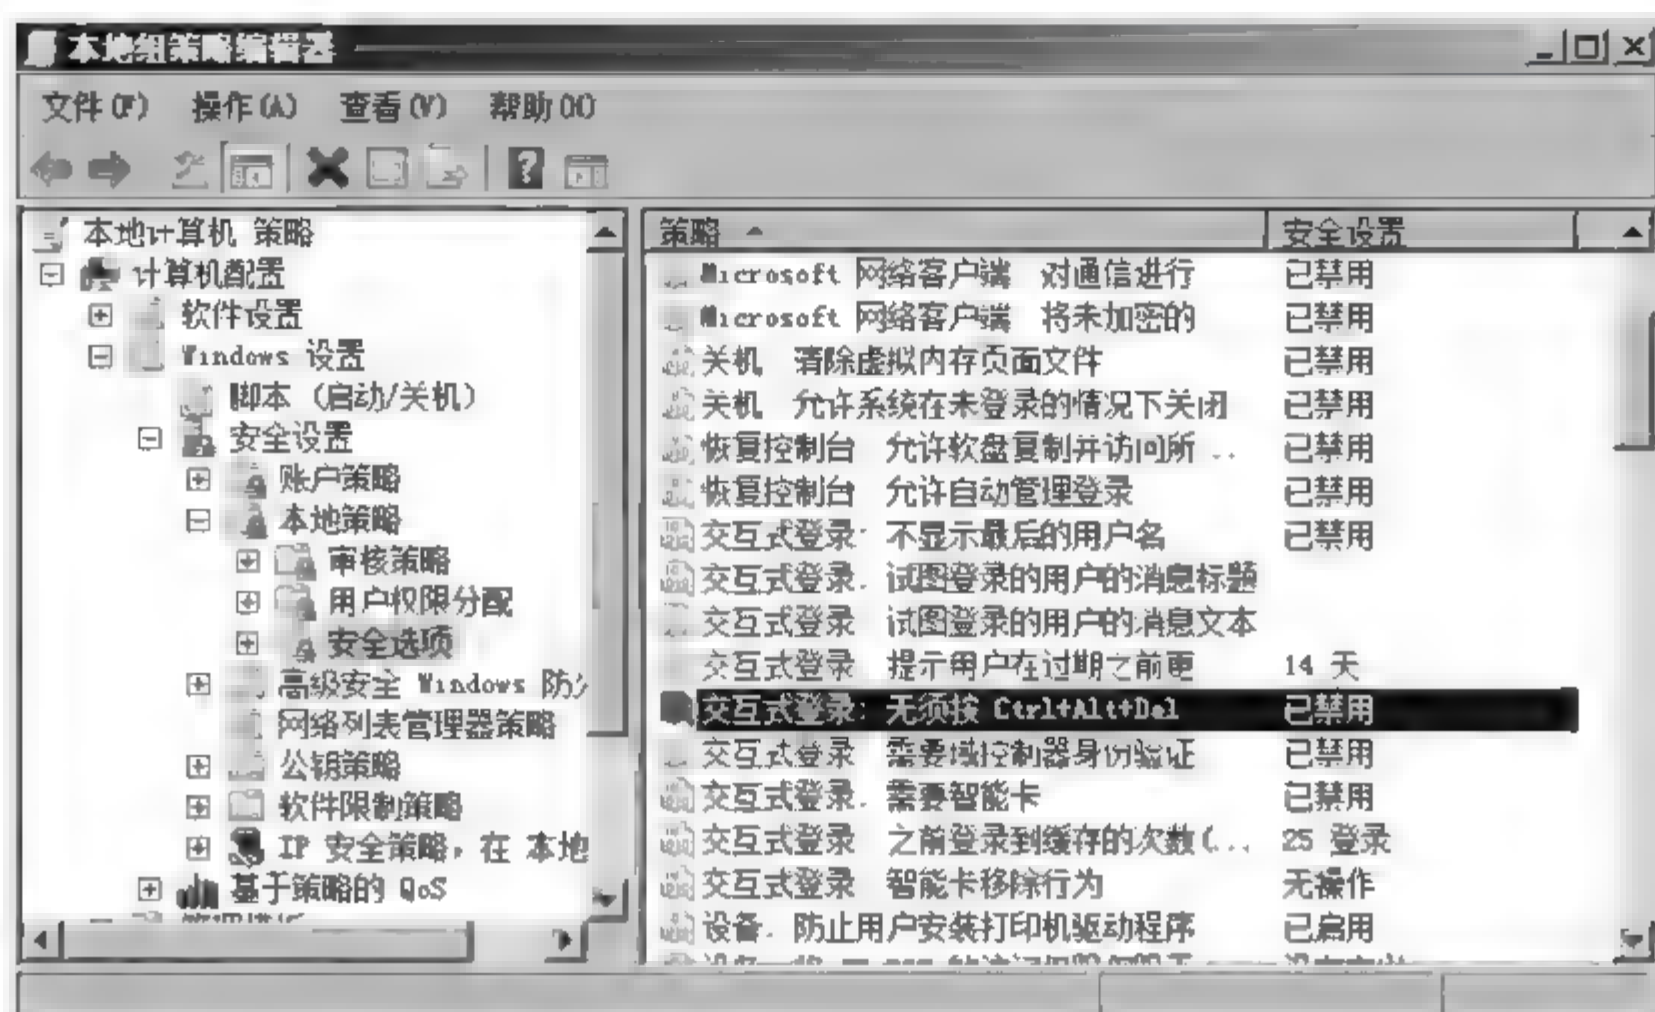 本地组策略编辑器
文件(F) 操作(A) 查看(V) 帮助(H)
本地计算机 策略
计算机配置
软件设置
Windows 设置
脚本 (启动/关机)
安全设置
账户策略
本地策略
审核策略
用户权限分配
安全选项
高级安全 Windows 防
网络列表管理器策略
公钥策略
软件限制策略
IP 安全策略，在 本地
基于策略的 QoS
策略 安全设置
Microsoft 网络客户端 对通信进行 已禁用
Microsoft 网络客户端 将未加密的 已禁用
关机 清除虚拟内存页面文件 已禁用
关机 允许系统在未登录的情况下关闭 已禁用
恢复控制台 允许软盘复制并访问所 .. 已禁用
恢复控制台 允许自动管理登录 已禁用
交互式登录: 不显示最后的用户名 已禁用
交互式登录. 试图登录的用户的消息标题
交互式登录 试图登录的用户的消息文本
交互式登录 提示用户在过期之前更 14 天
交互式登录: 无须按 Ctrl+Alt+Del 已禁用
交互式登录 需要域控制器身份验证 已禁用
交互式登录. 需要智能卡 已禁用
交互式登录 之前登录到缓存的次数(... 25 登录
交互式登录 智能卡移除行为 无操作
设备. 防止用户安装打印机驱动程序 已启用